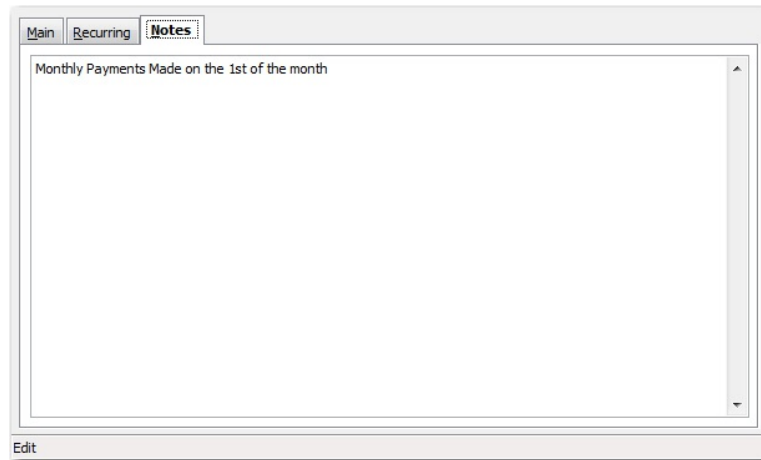 Main Recurring Notes
Monthly Payments Made on the 1st of the month
Edit